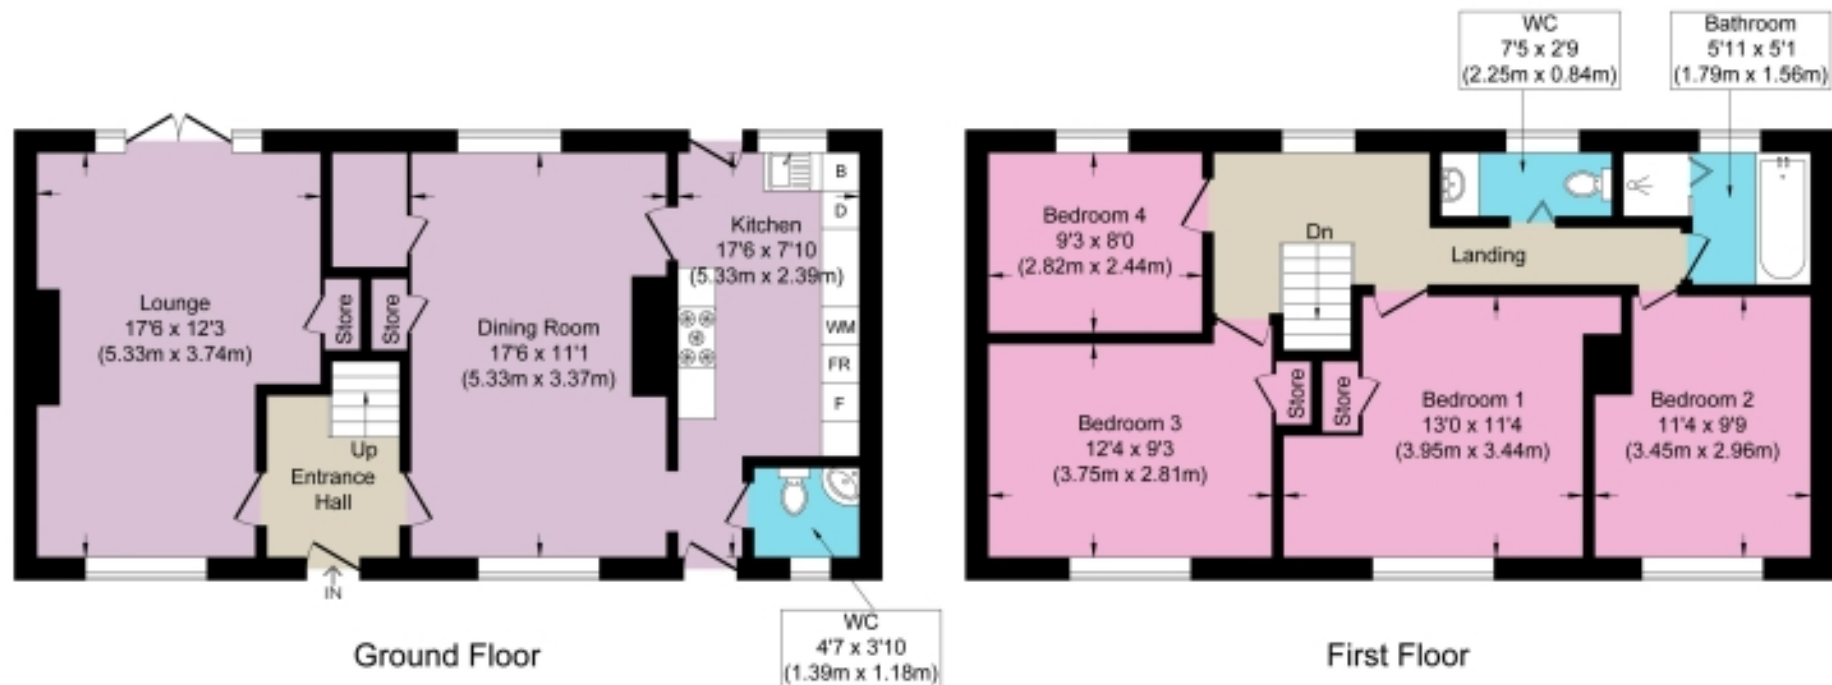 WC
7'5 x 2'9
(2.25m x 0.84m)
Bathroom
5'11 x 5'1
(1.79m x 1.56m)
Lounge
17'6 x 12'3
(5.33m x 3.74m)
Store
Store
Dining Room
17'6 x 11'1
(5.33m x 3.37m)
Kitchen
17'6 x 7'10
(5.33m x 2.39m)
B
D
WM
FR
F
Up
Entrance
Hall
IN
WC
4'7 x 3'10
(1.39m x 1.18m)
Ground Floor
Bedroom 4
9'3 x 8'0
(2.82m x 2.44m)
Dn
Landing
Bedroom 3
12'4 x 9'3
(3.75m x 2.81m)
Store
Store
Bedroom 1
13'0 x 11'4
(3.95m x 3.44m)
Bedroom 2
11'4 x 9'9
(3.45m x 2.96m)
First Floor